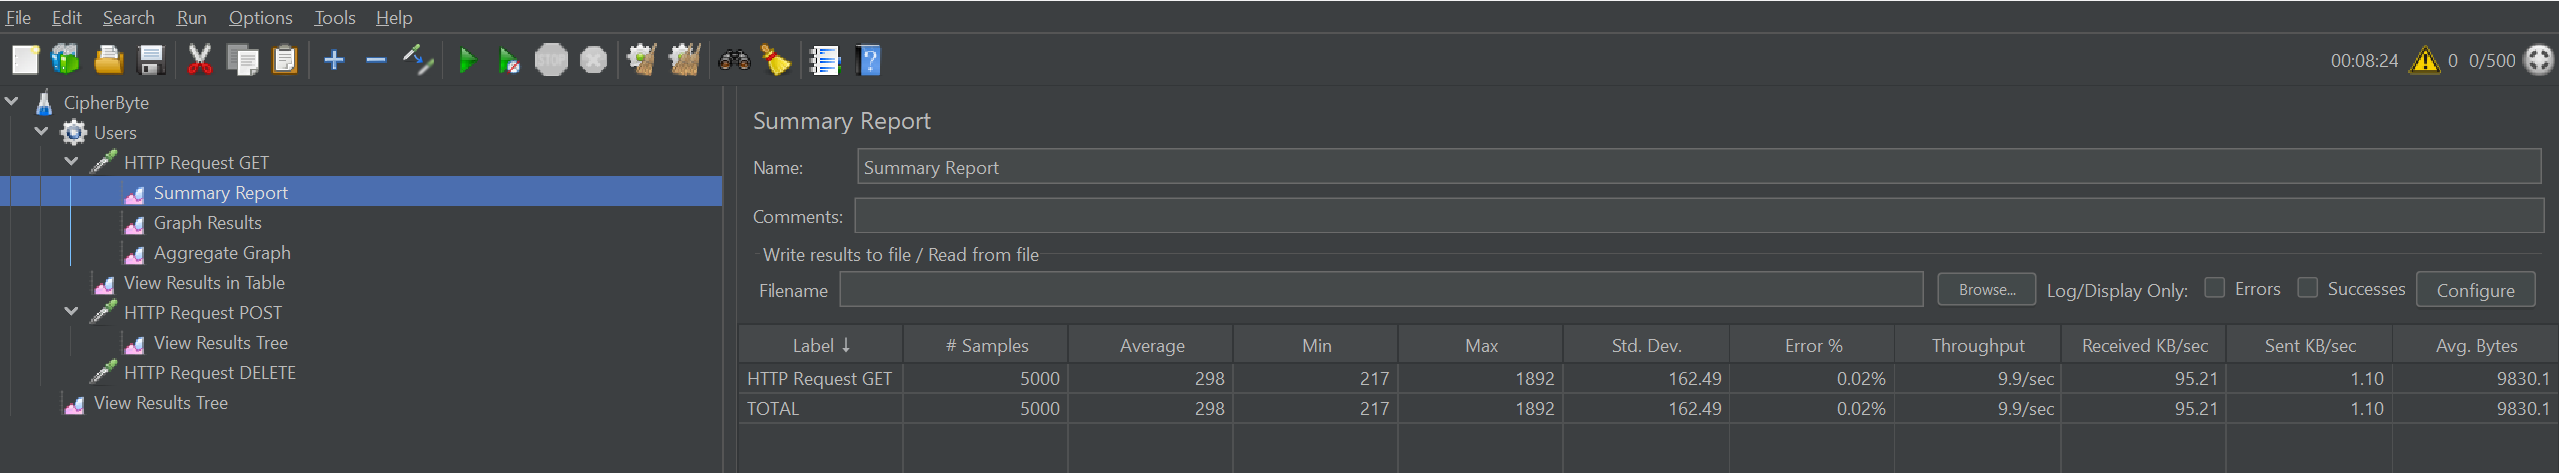 File Edit Search Run Options Tools Help
STOP
00:08:24 0 0/500
CipherByte
Users
HTTP Request GET
Summary Report
Graph Results
Aggregate Graph
View Results in Table
HTTP Request POST
View Results Tree
HTTP Request DELETE
View Results Tree
Summary Report
Name: Summary Report
Comments:
Write results to file / Read from file
Filename Browse... Log/Display Only: Errors Successes Configure
Label ↓ # Samples Average Min Max Std. Dev. Error % Throughput Received KB/sec Sent KB/sec Avg. Bytes
HTTP Request GET 5000 298 217 1892 162.49 0.02% 9.9/sec 95.21 1.10 9830.1
TOTAL 5000 298 217 1892 162.49 0.02% 9.9/sec 95.21 1.10 9830.1